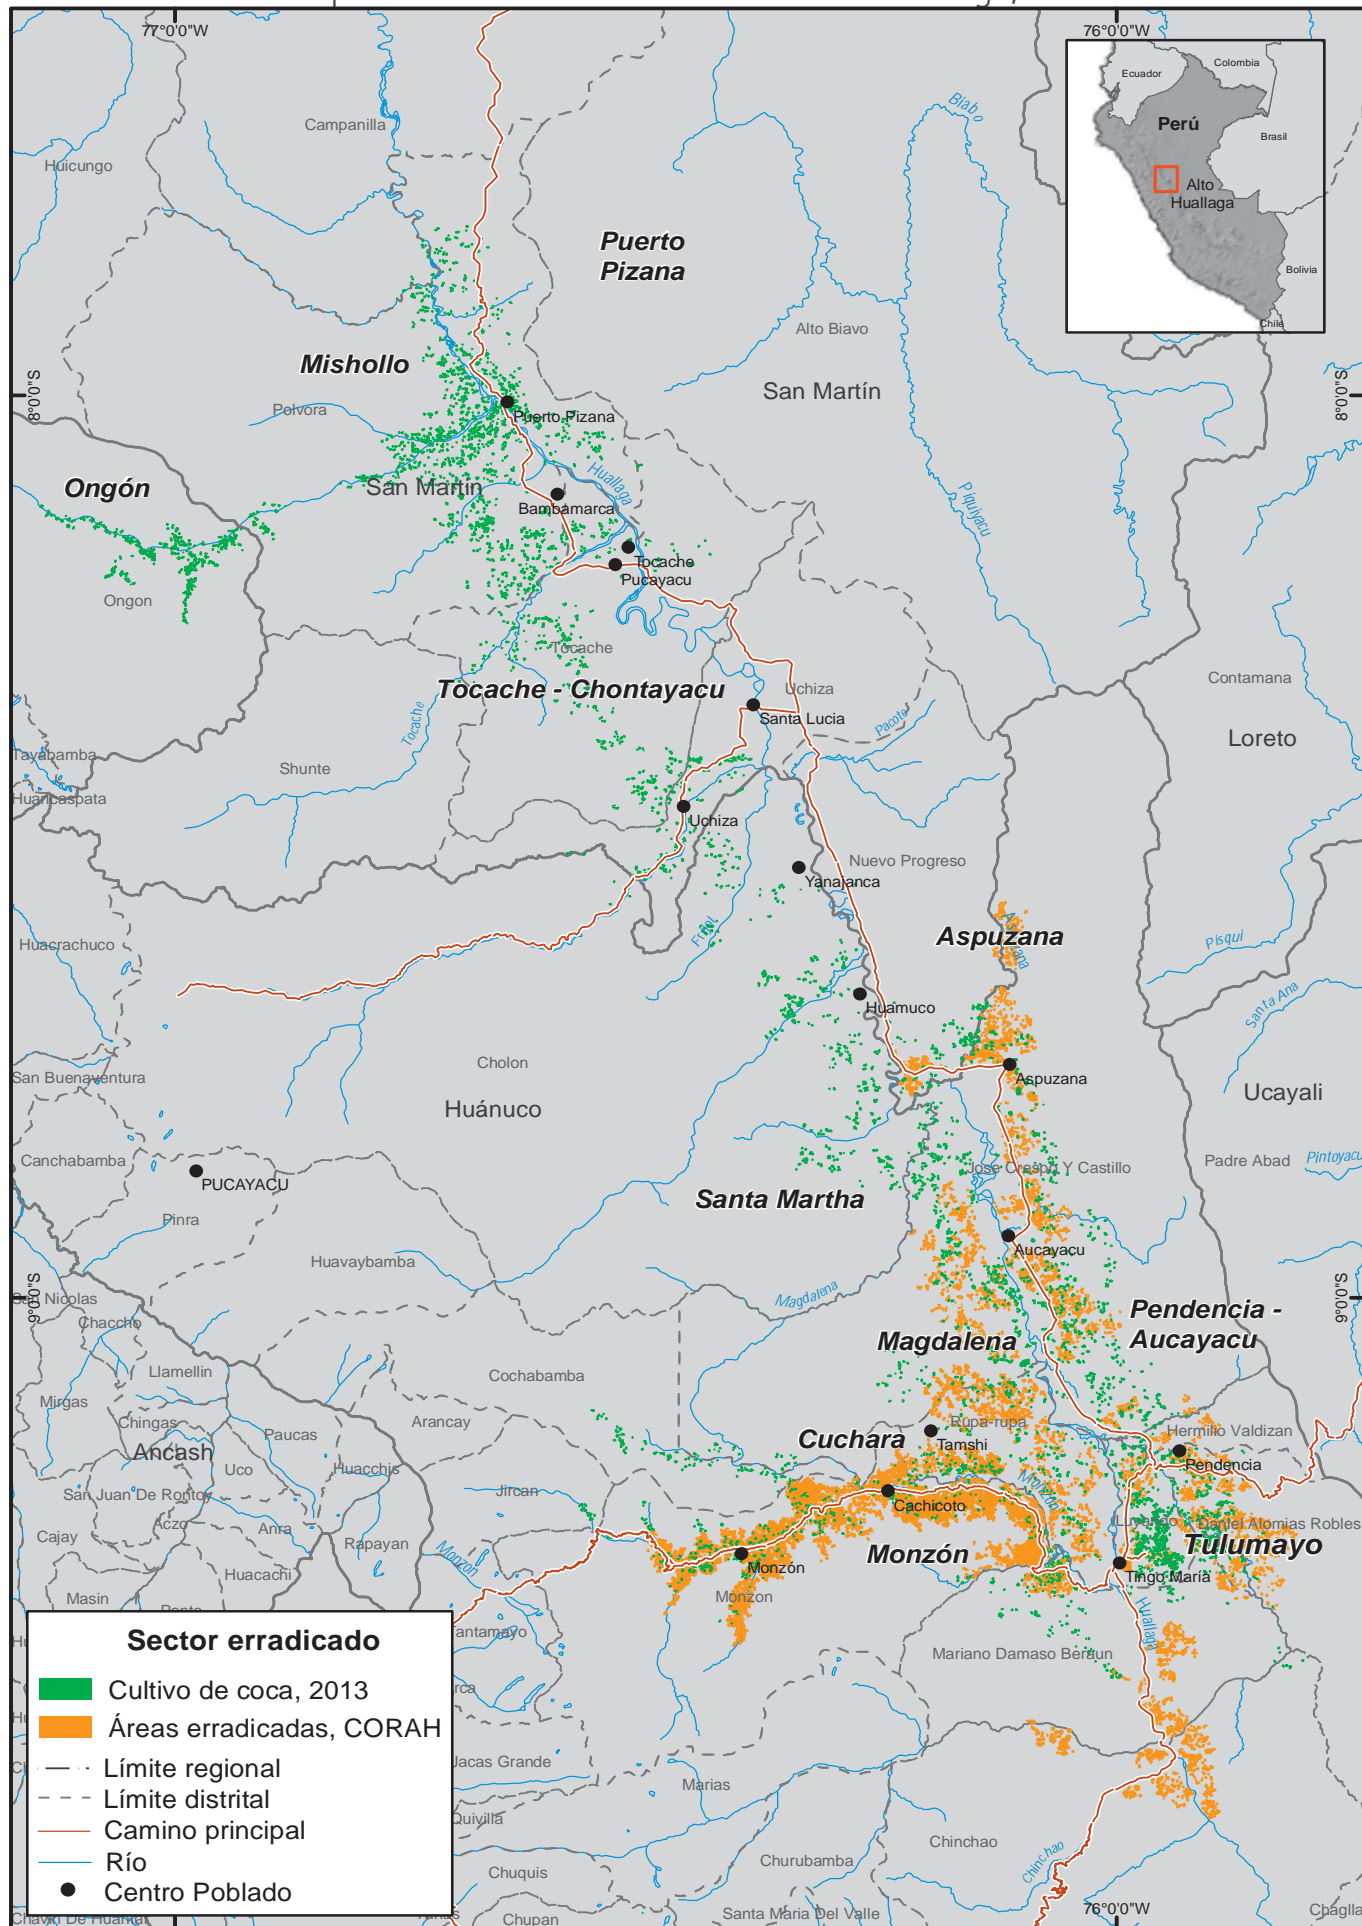 77°0'0"W
76°0'0"W
Ecuador
Colombia
Perú
Brasil
Alto
Huallaga
Bolivia
Chile
Biabo
Campanilla
Huicungo
Puerto
Pizana
Alto Biavo
San Martín
Mishollo
8°0'0"S
8°0'0"S
Polvora
Puerto Pizana
Huallaga
Ongón
San Martín
Bambamarca
Piquiyacu
Tocache
Pucayacu
Ongon
Tocache
Tocache - Chontayacu
Uchiza
Santa Lucia
Contamana
Tocache
Pacote
Loreto
Tayabamba
Shunte
Huancaspata
Uchiza
Nuevo Progreso
Yanajanca
Frijol
Aspuzana
Huacrachuco
Pisqui
Santa Ana
Huamuco
Cholon
San Buenaventura
Aspuzana
Huánuco
Ucayali
Canchabamba
PUCAYACU
Jose Crespo Y Castillo
Padre Abad
Pintoyacu
Santa Martha
Pinra
Huavaybamba
Aucayacu
Magdalena
San Nicolas
9°0'0"S
9°0'0"S
Chaccho
Pendencia -
Aucayacu
Magdalena
Llamellin
Cochabamba
Mirgas
Chingas
Arancay
Rupa-rupa
Ancash
Paucas
Cuchara
Tamshi
Hermilio Valdizan
Uco
Huacchis
Pendencia
San Juan De Rontoy
Jircan
Cachicoto
Monzón
Aczo
Anra
Luyando
Daniel Alomias Robles
Cajay
Rapayan
Monzon
Tulumayo
Monzón
Huacachi
Monzón
Tingo María
Masin
Monzon
Huallaga
Tantamayo
Mariano Damaso Beraun
Sector erradicado
Cultivo de coca, 2013
Áreas erradicadas, CORAH
Límite regional
Límite distrital
Camino principal
Río
Centro Poblado
Jacas Grande
Marias
Quivilla
Chinchao
Churubamba
Chinchao
Chuquis
Chaglla
Santa Maria Del Valle
Chupan
76°0'0"W